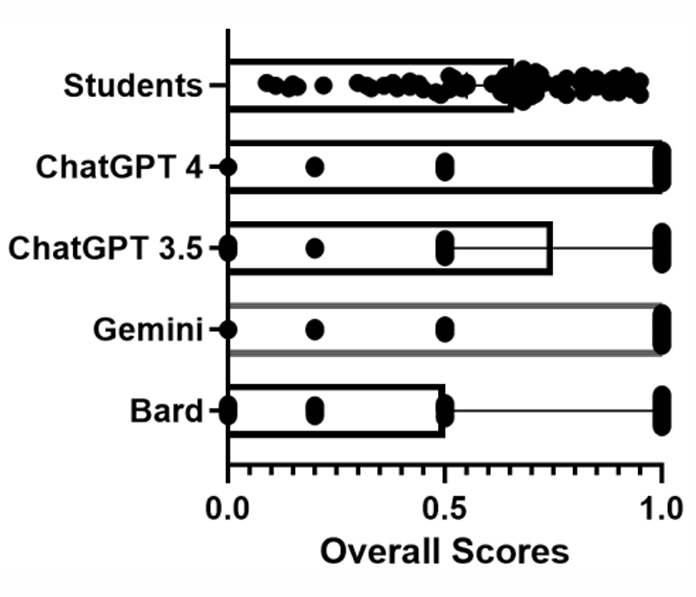 Students
ChatGPT 4
ChatGPT 3.5
Gemini
Bard
0.0 0.5 1.0
Overall Scores